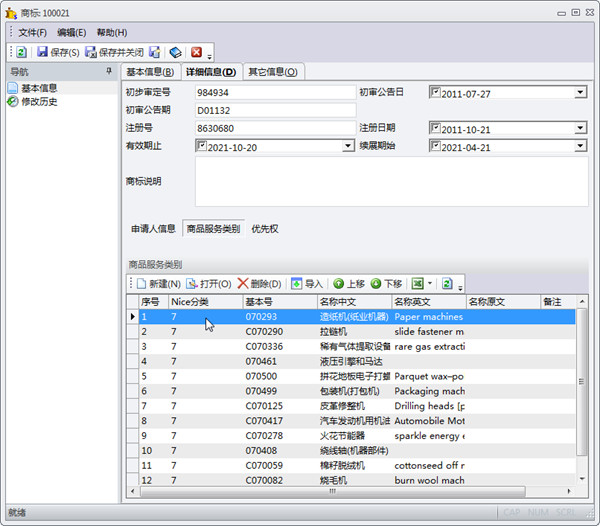 商标: 100021
文件(F) 编辑(E) 帮助(H)
保存(S) 保存并关闭
导航
基本信息
修改历史
基本信息(B) 详细信息(D) 其它信息(O)
初步审定号 984934 初审公告日 2011-07-27
初审公告期 D01132
注册号 8630680 注册日期 2011-10-21
有效期止 2021-10-20 续展期始 2021-04-21
商标说明
申请人信息 商品服务类别 优先权
商品服务类别
新建(N) 打开(O) 删除(D) 导入 上移 下移
序号 Nice分类 基本号 名称中文 名称英文 名称原文 备注
1 7 070293 造纸机(纸业机器) Paper machines
2 7 C070290 拉链机 slide fastener m
3 7 C070336 稀有气体提取设备 rare gas extracti
4 7 070461 液压引擎和马达
5 7 070500 拼花地板电子打蜡 Parquet wax-po
6 7 070499 包装机(打包机) Packaging mach
7 7 C070125 皮革修整机 Drilling heads [p
8 7 C070417 汽车发动机用机油 Automobile Mot
9 7 C070278 火花节能器 sparkle energy e
10 7 070408 绕线轴(机器部件)
11 7 C070059 棉籽脱绒机 cottonseed off m
12 7 C070082 烧毛机 burn wool mach
就绪 CAP NUM SCRL